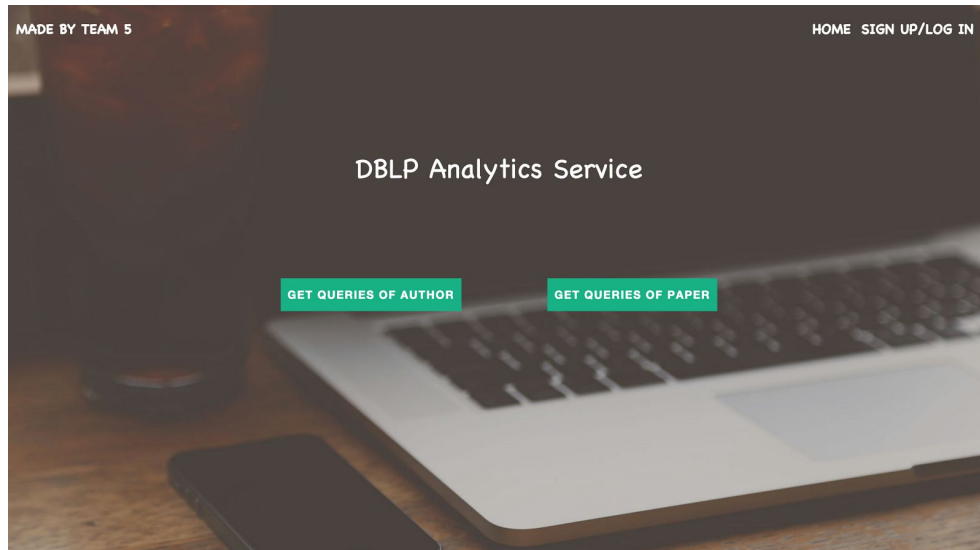 MADE BY TEAM 5
HOME SIGN UP/LOG IN
DBLP Analytics Service
GET QUERIES OF AUTHOR
GET QUERIES OF PAPER